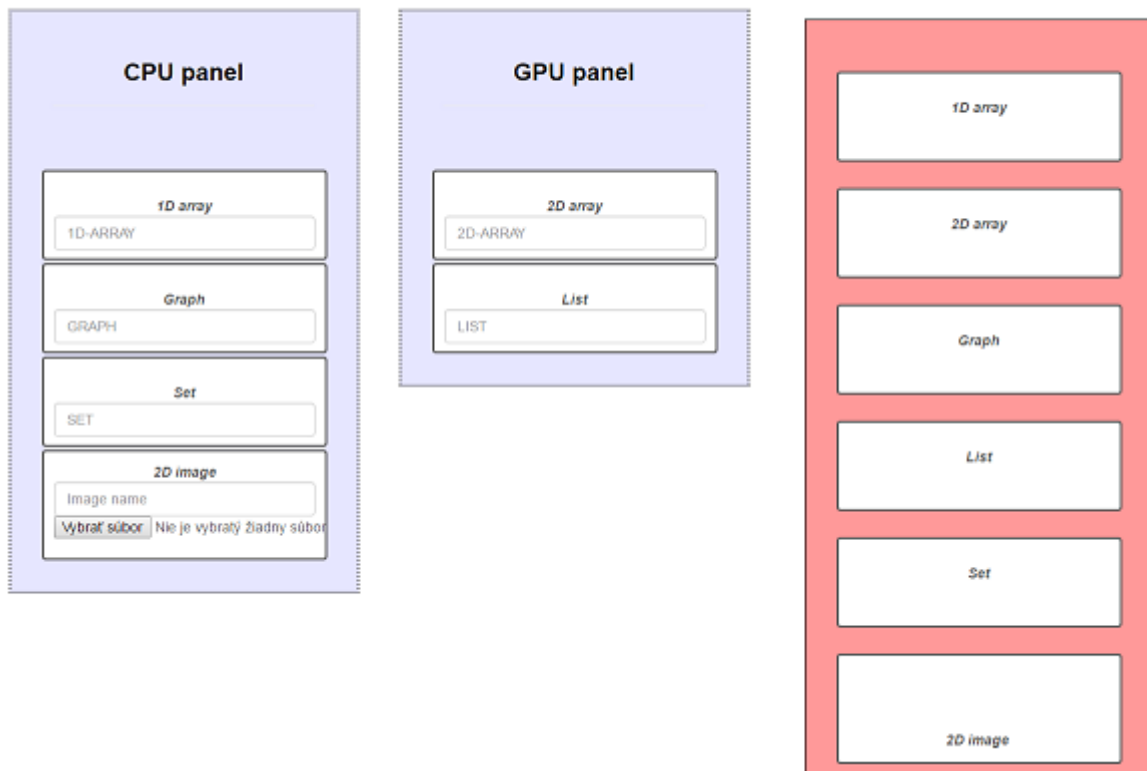 CPU panel
1D array
1D-ARRAY
Graph
GRAPH
Set
SET
2D image
Image name
Vybrať súbor Nie je vybratý žiadny súbor
GPU panel
2D array
2D-ARRAY
List
LIST
1D array
2D array
Graph
List
Set
2D image